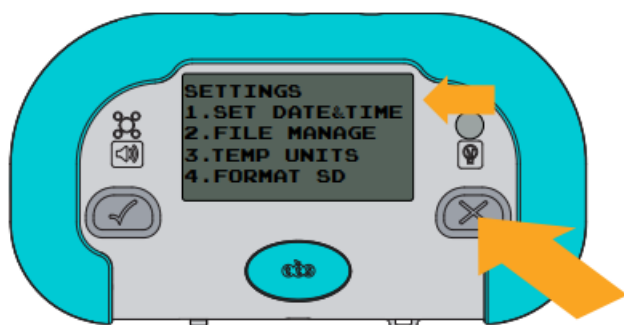 SETTINGS
1.SET DATE&TIME
2.FILE MANAGE
3.TEMP UNITS
4.FORMAT SD